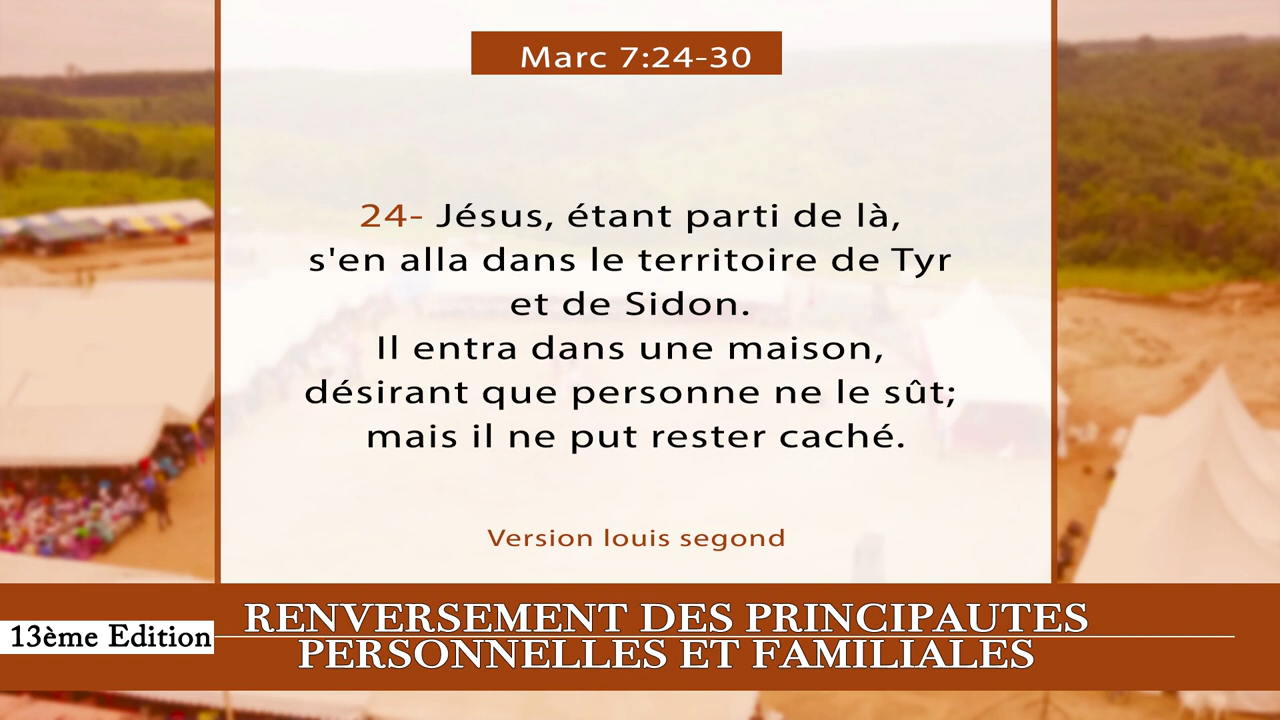 Marc 7:24-30
24- Jésus, étant parti de là,
s'en alla dans le territoire de Tyr
et de Sidon.
Il entra dans une maison,
désirant que personne ne le sût;
mais il ne put rester caché.
Version louis segond
13ème Edition
RENVERSEMENT DES PRINCIPAUTES
PERSONNELLES ET FAMILIALES